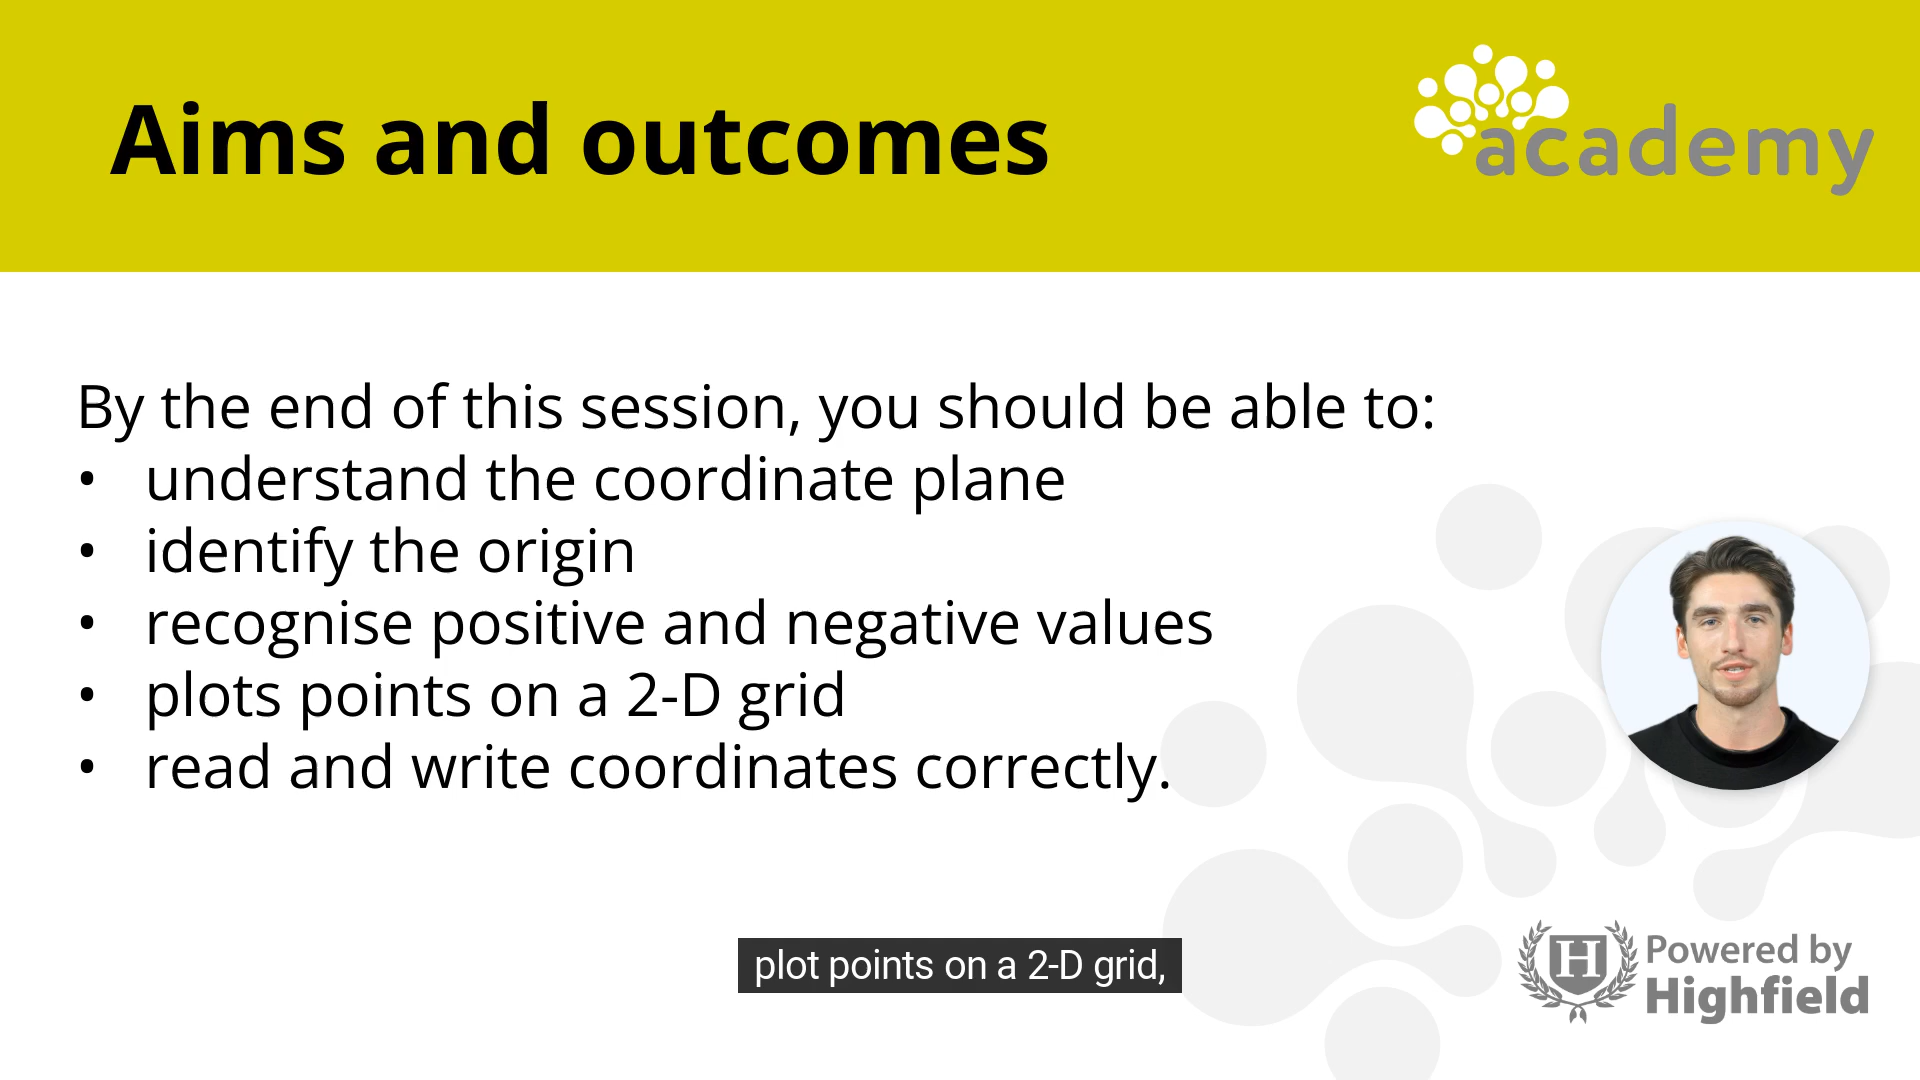 Aims and outcomes
academy
By the end of this session, you should be able to:
• understand the coordinate plane
• identify the origin
• recognise positive and negative values
• plots points on a 2-D grid
• read and write coordinates correctly.
plot points on a 2-D grid,
H
Powered by
Highfield